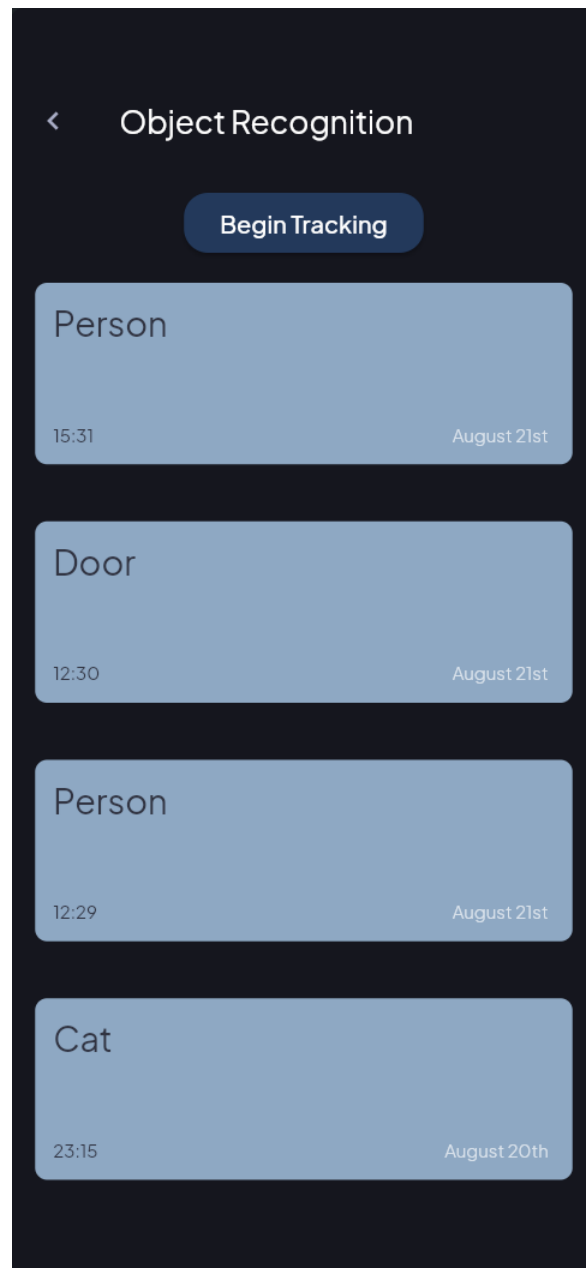 Object Recognition
Begin Tracking
Person
15:31 August 21st
Door
12:30 August 21st
Person
12:29 August 21st
Cat
23:15 August 20th